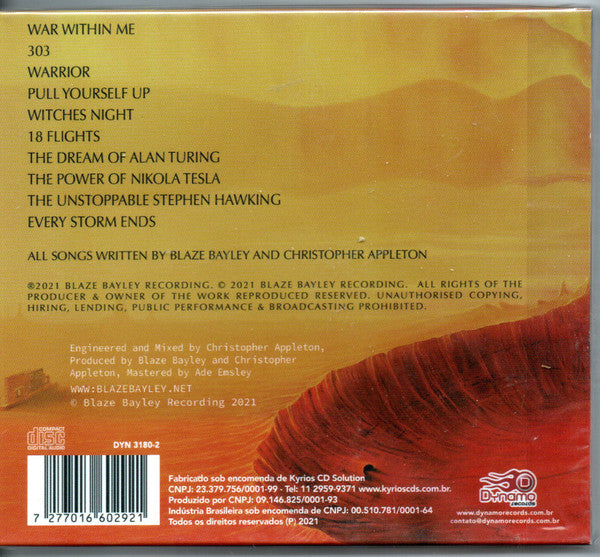 WAR WITHIN ME
303
WARRIOR
PULL YOURSELF UP
WITCHES NIGHT
18 FLIGHTS
THE DREAM OF ALAN TURING
THE POWER OF NIKOLA TESLA
THE UNSTOPPABLE STEPHEN HAWKING
EVERY STORM ENDS
ALL SONGS WRITTEN BY BLAZE BAYLEY AND CHRISTOPHER APPLETON
®2021 BLAZE BAYLEY RECORDING. © 2021 BLAZE BAYLEY RECORDING. ALL RIGHTS OF THE
PRODUCER & OWNER OF THE WORK REPRODUCED RESERVED. UNAUTHORISED COPYING,
HIRING, LENDING, PUBLIC PERFORMANCE & BROADCASTING PROHIBITED.
Engineered and Mixed by Christopher Appleton,
Produced by Blaze Bayley and Christopher
Appleton, Mastered by Ade Emsley
WWW.BLAZEBAYLEY.NET
© Blaze Bayley Recording 2021
COMPACT
disc
DIGITAL AUDIO
DYN 3180-2
7 277016 602921
Fabricatlo sob encomenda de Kyrios CD Solution
CNPJ: 23.379.756/0001-99 · Tel: 11 2959-9371 www.kyrioscds.com.br
Produzido por CNPJ: 09.146.825/0001-93
Indústria Brasileira sob encomenda CNPJ: 00.510.781/0001-64
Todos os direitos reservados (P) 2021
Dynamo
records
www.dynamorecords.com.br
contato@dynamorecords.com.br